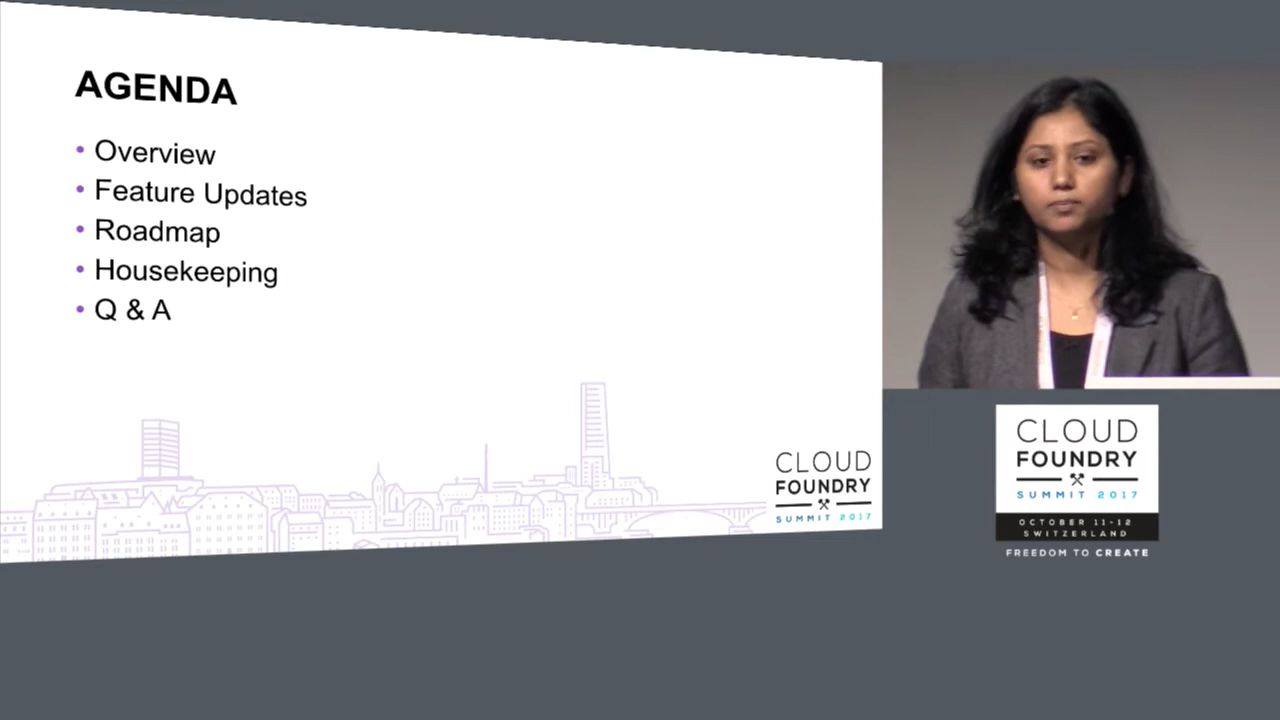 AGENDA
• Overview
• Feature Updates
• Roadmap
• Housekeeping
• Q & A
CLOUD
FOUNDRY
SUMMIT 2017
CLOUD
FOUNDRY
SUMMIT 2017
OCTOBER 11-12
SWITZERLAND
FREEDOM TO CREATE